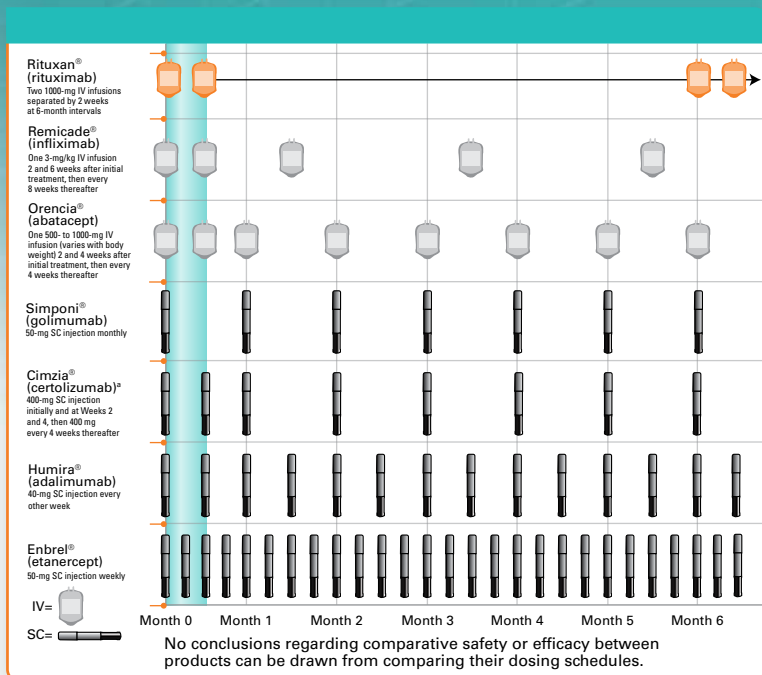 Rituxan®
(rituximab)
Two 1000-mg IV infusions
separated by 2 weeks
at 6-month intervals
Remicade®
(infliximab)
One 3-mg/kg IV infusion
2 and 6 weeks after initial
treatment, then every
8 weeks thereafter
Orencia®
(abatacept)
One 500- to 1000-mg IV
infusion (varies with body
weight) 2 and 4 weeks after
initial treatment, then every
4 weeks thereafter
Simponi®
(golimumab)
50-mg SC injection monthly
Cimzia®
(certolizumab)ª
400-mg SC injection
initially and at Weeks 2
and 4, then 400 mg
every 4 weeks thereafter
Humira®
(adalimumab)
40-mg SC injection every
other week
Enbrel®
(etanercept)
50-mg SC injection weekly
IV=
SC=
Month 0 Month 1 Month 2 Month 3 Month 4 Month 5 Month 6
No conclusions regarding comparative safety or efficacy between
products can be drawn from comparing their dosing schedules.